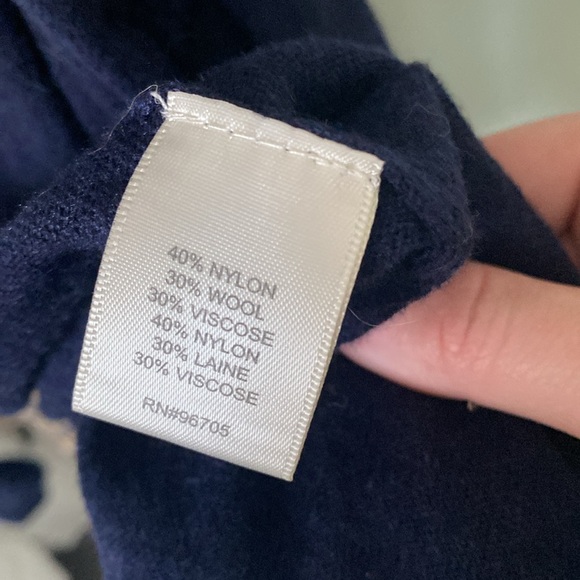 40% NYLON
30% WOOL
30% VISCOSE
40% NYLON
30% LAINE
30% VISCOSE
RN#96705